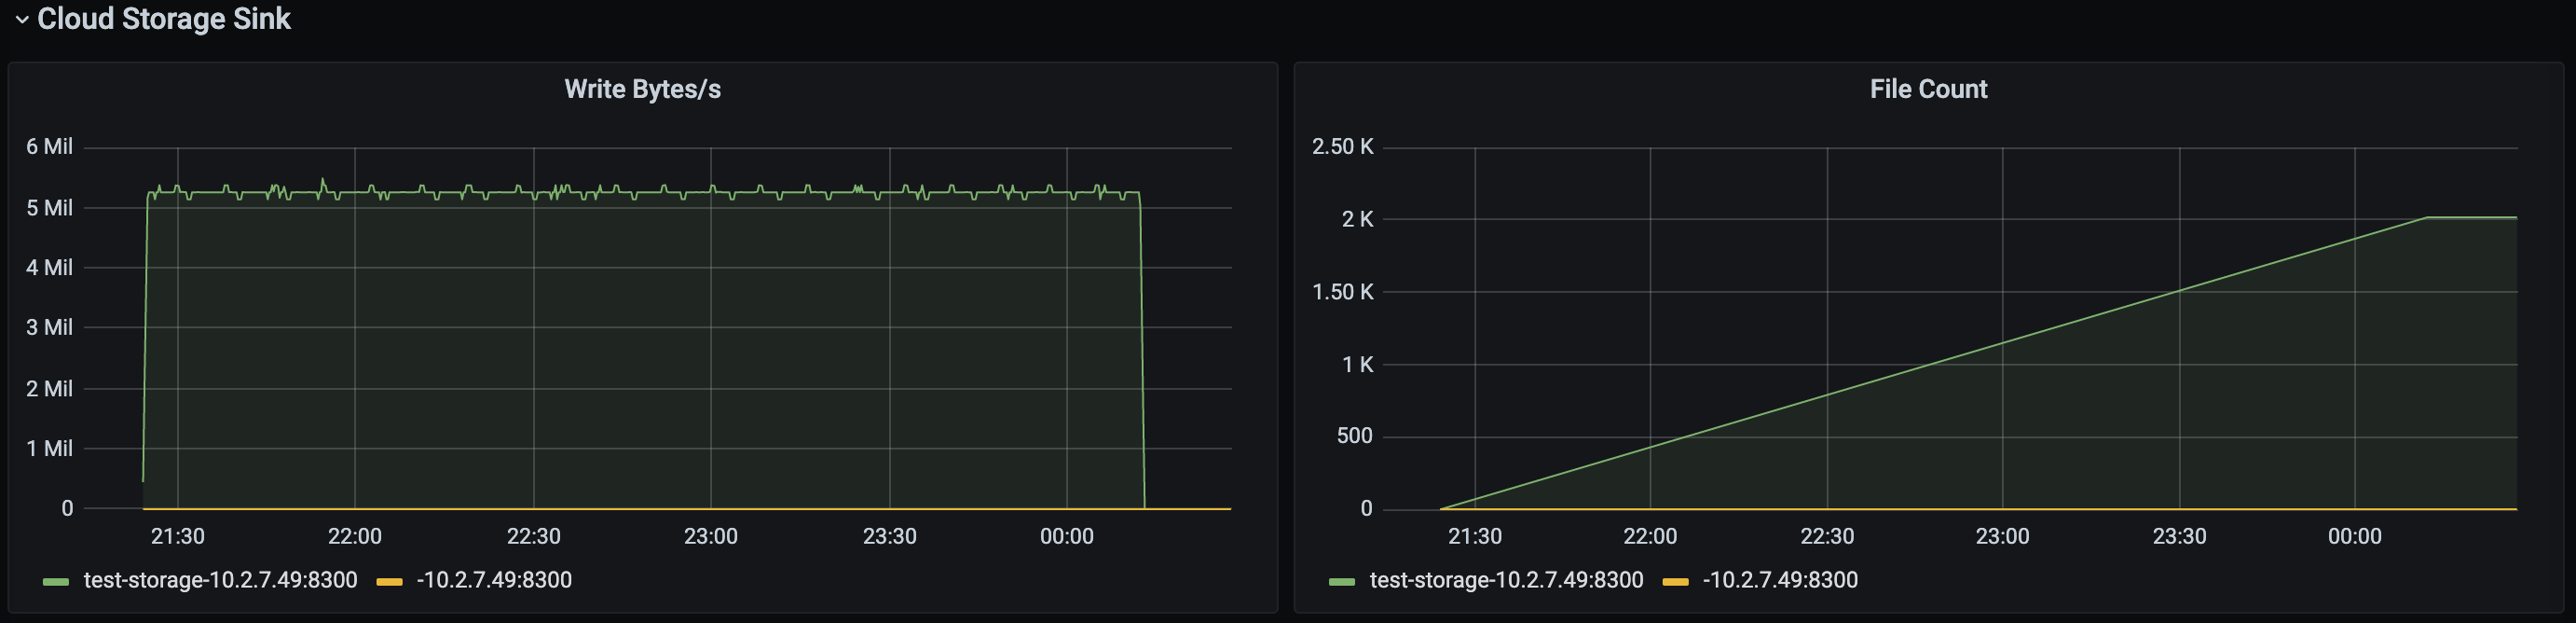 Cloud Storage Sink
Write Bytes/s
6 Mil
5 Mil
4 Mil
3 Mil
2 Mil
1 Mil
0
21:30 22:00 22:30 23:00 23:30 00:00
test-storage-10.2.7.49:8300 -10.2.7.49:8300
File Count
2.50 K
2 K
1.50 K
1 K
500
0
21:30 22:00 22:30 23:00 23:30 00:00
test-storage-10.2.7.49:8300 -10.2.7.49:8300